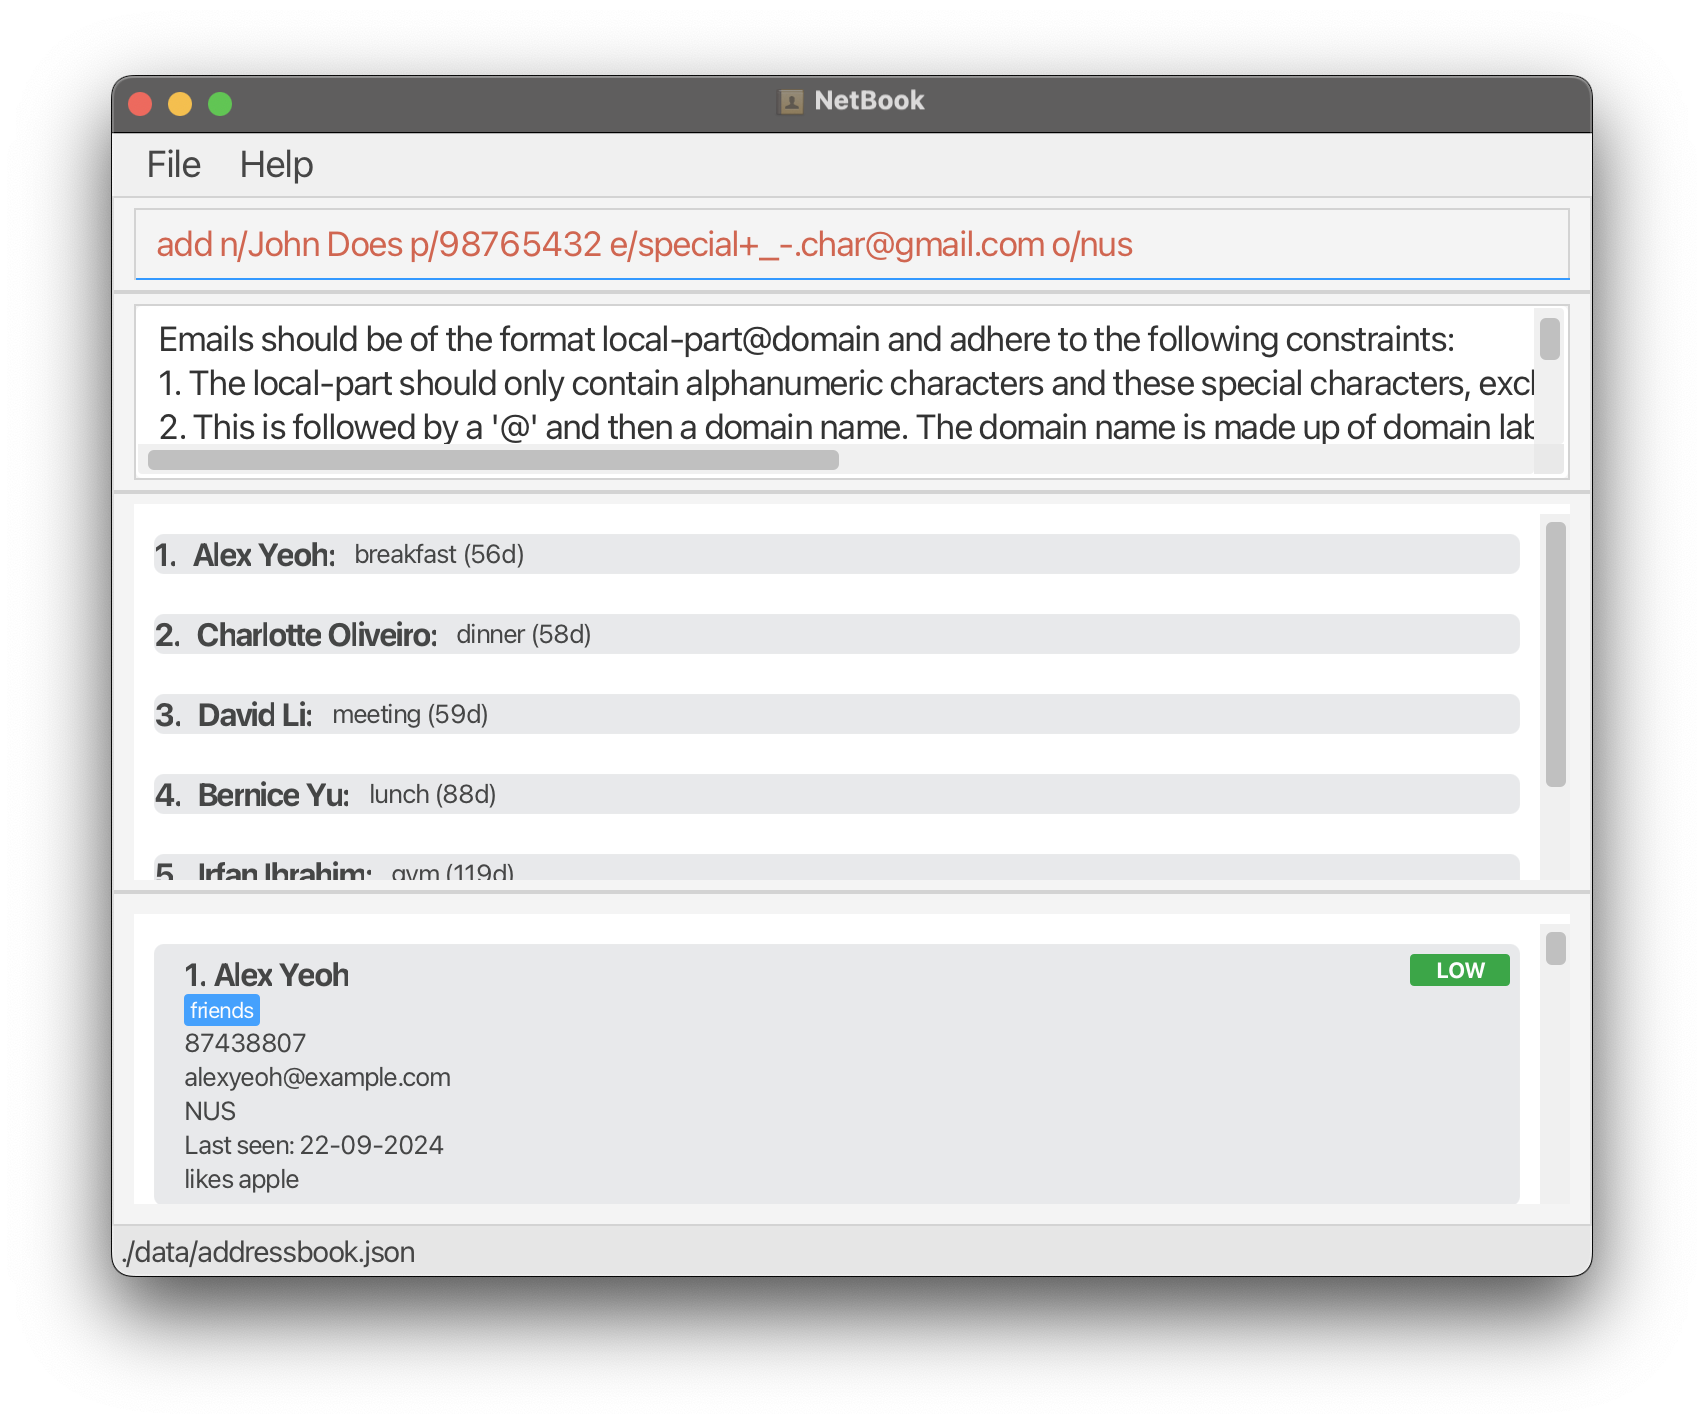 NetBook
File Help
add n/John Does p/98765432 e/special+_-.char@gmail.com o/nus
Emails should be of the format local-part@domain and adhere to the following constraints:
1. The local-part should only contain alphanumeric characters and these special characters, excl
2. This is followed by a '@' and then a domain name. The domain name is made up of domain lab
1. Alex Yeoh: breakfast (56d)
2. Charlotte Oliveiro: dinner (58d)
3. David Li: meeting (59d)
4. Bernice Yu: lunch (88d)
5. Irfan Ibrahim: gym (119d)
1. Alex Yeoh
LOW
friends
87438807
alexyeoh@example.com
NUS
Last seen: 22-09-2024
likes apple
./data/addressbook.json